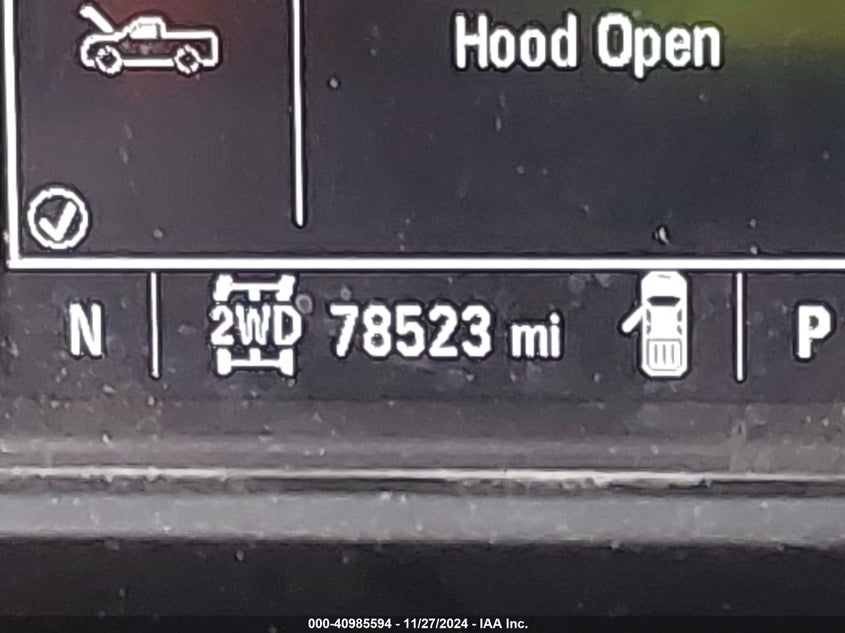 Hood Open
N 2WD 78523 mi P
000-40985594 - 11/27/2024 - IAA Inc.